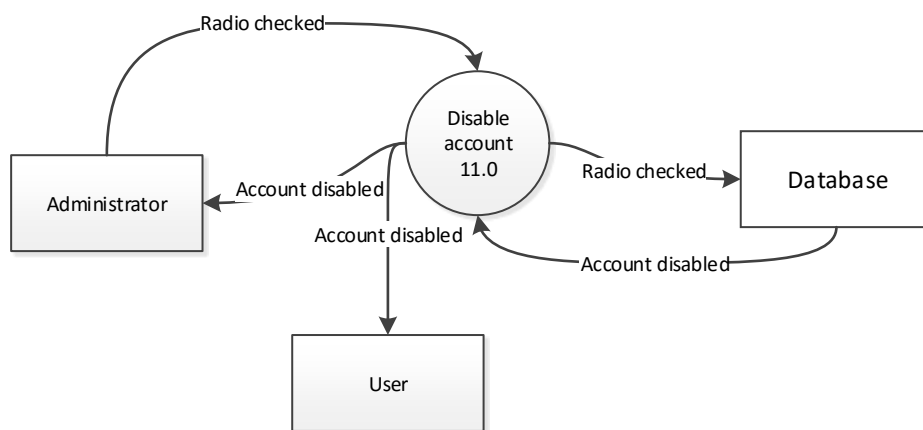 Radio checked
Disable
account
11.0
Radio checked
Database
Administrator
Account disabled
Account disabled
Account disabled
User